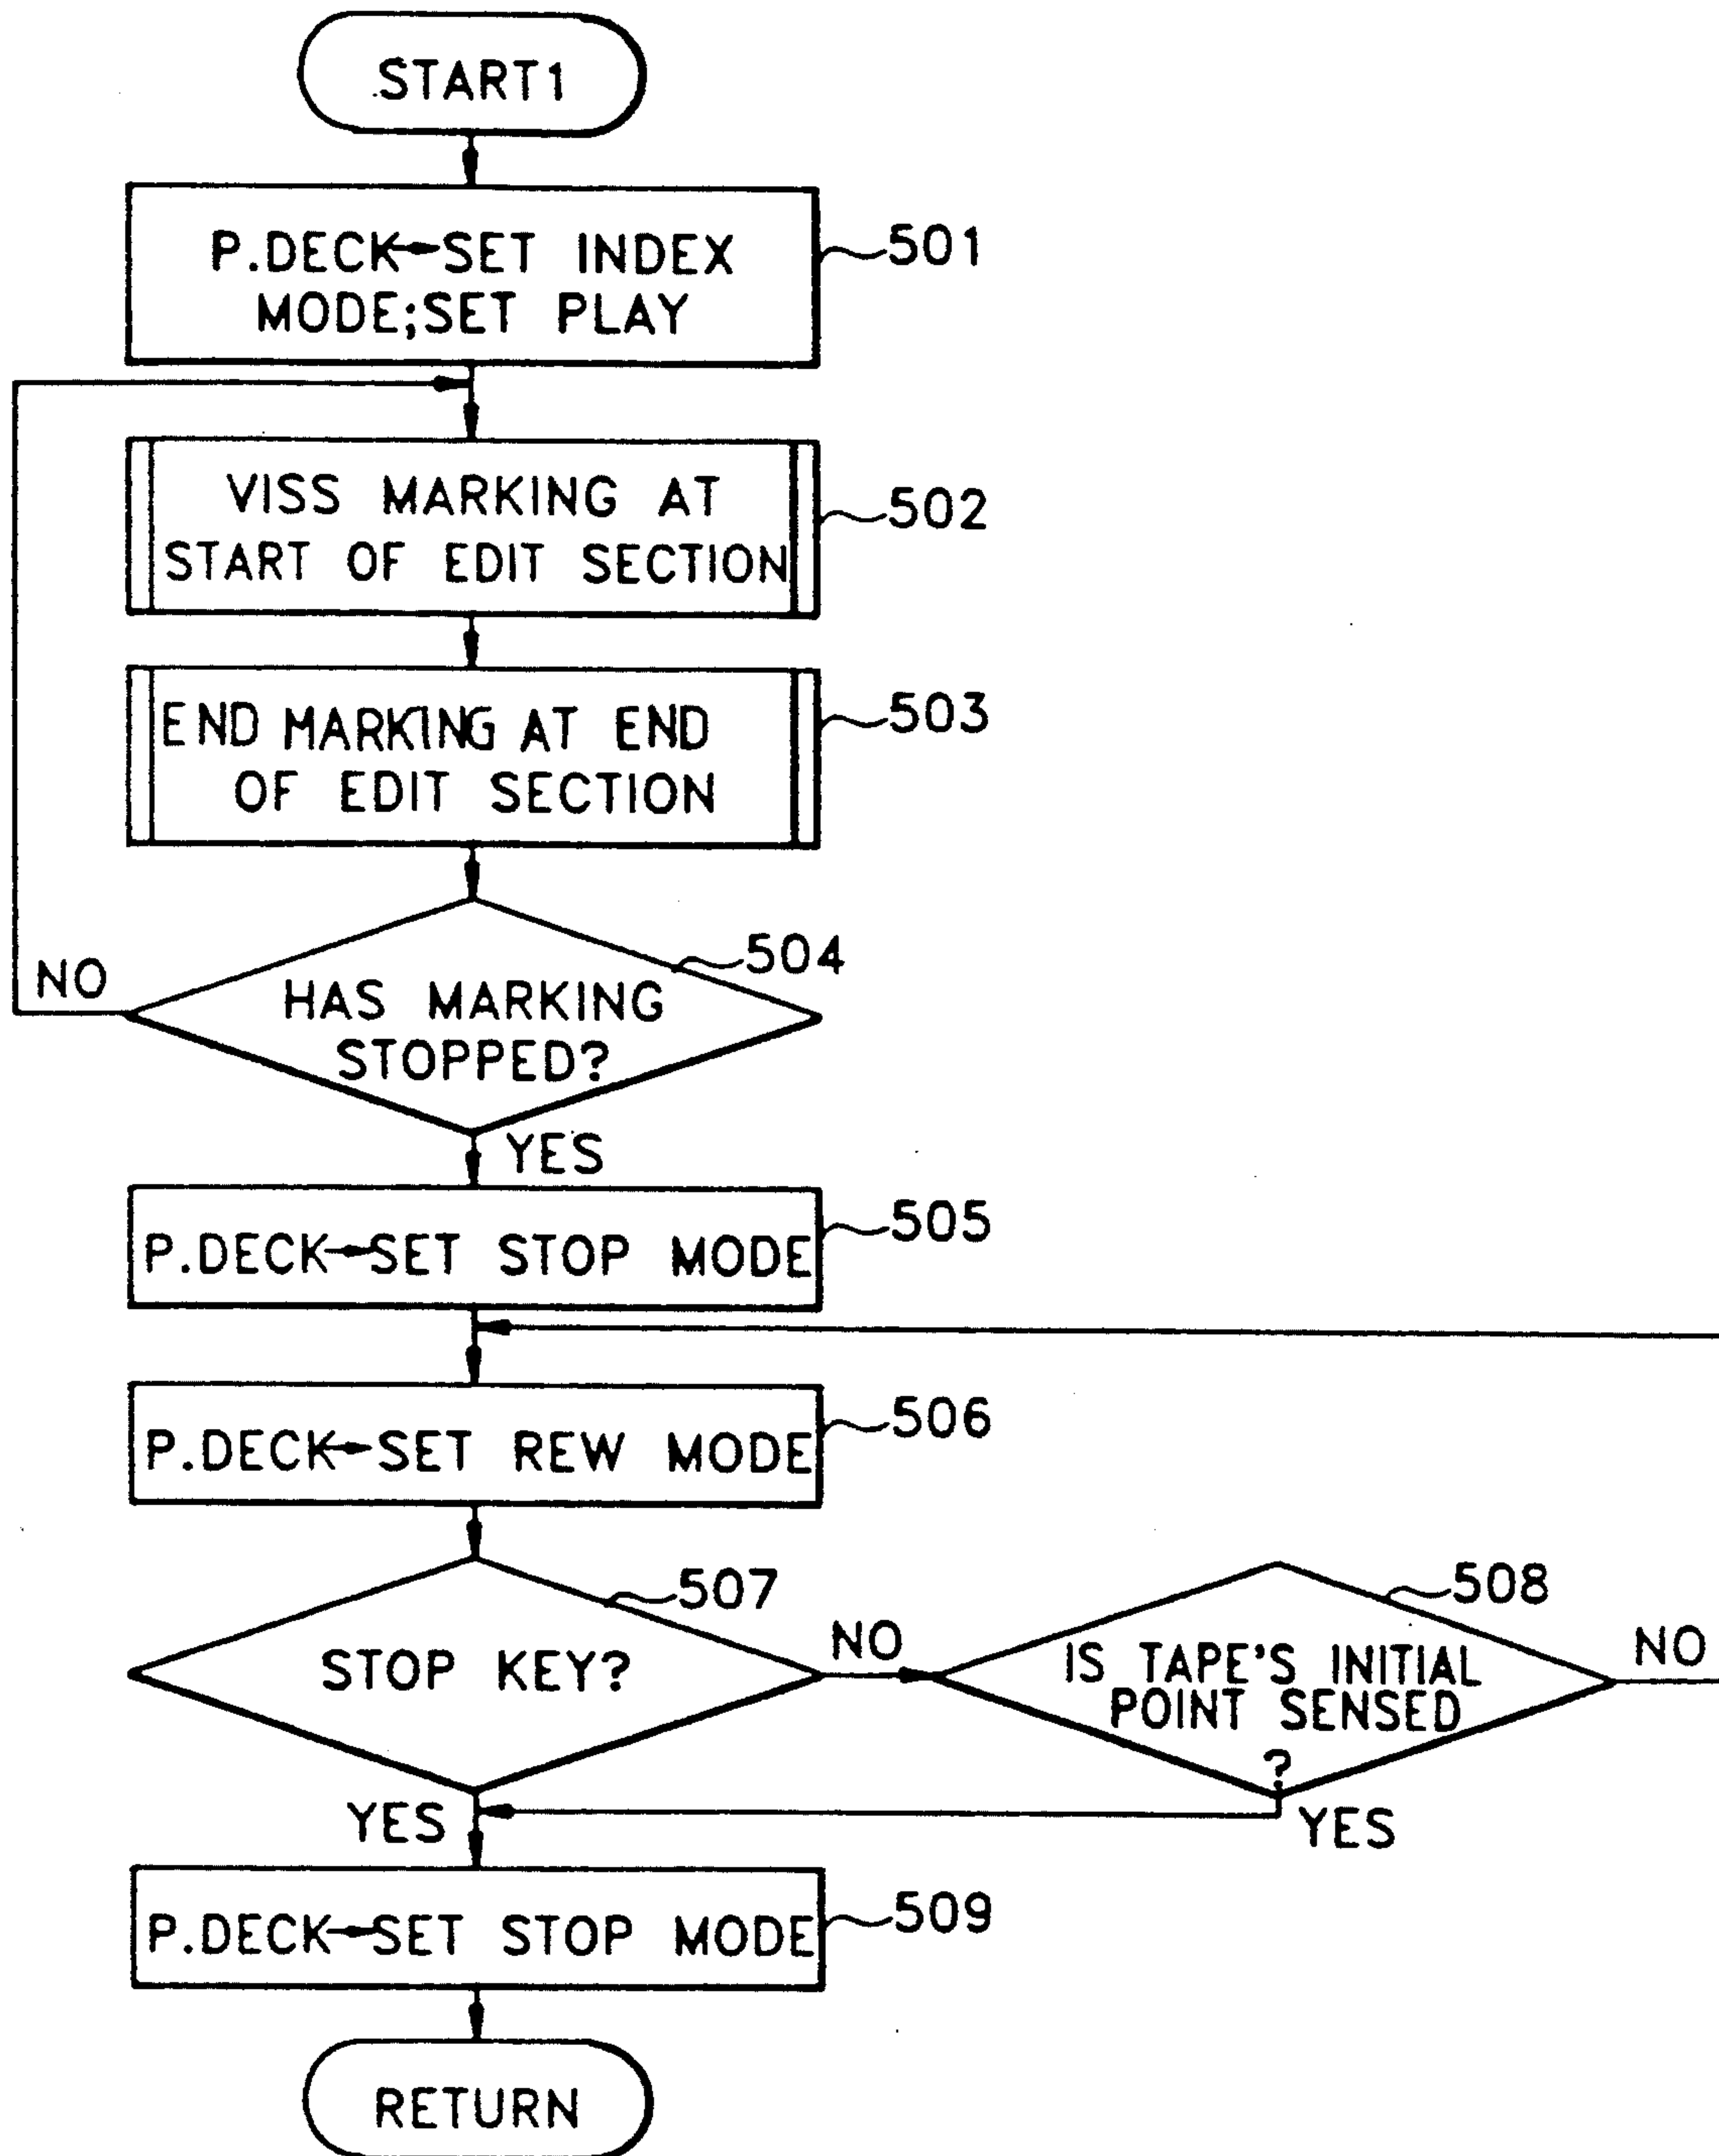 START1
P.DECK←SET INDEX
MODE;SET PLAY
501
VISS MARKING AT
START OF EDIT SECTION
502
END MARKING AT END
OF EDIT SECTION
503
504
NO
HAS MARKING
STOPPED?
YES
P.DECK→SET STOP MODE
505
P.DECK→SET REW MODE
506
507
STOP KEY?
NO
508
IS TAPE'S INITIAL
POINT SENSED
?
NO
YES
YES
P.DECK→SET STOP MODE
509
RETURN